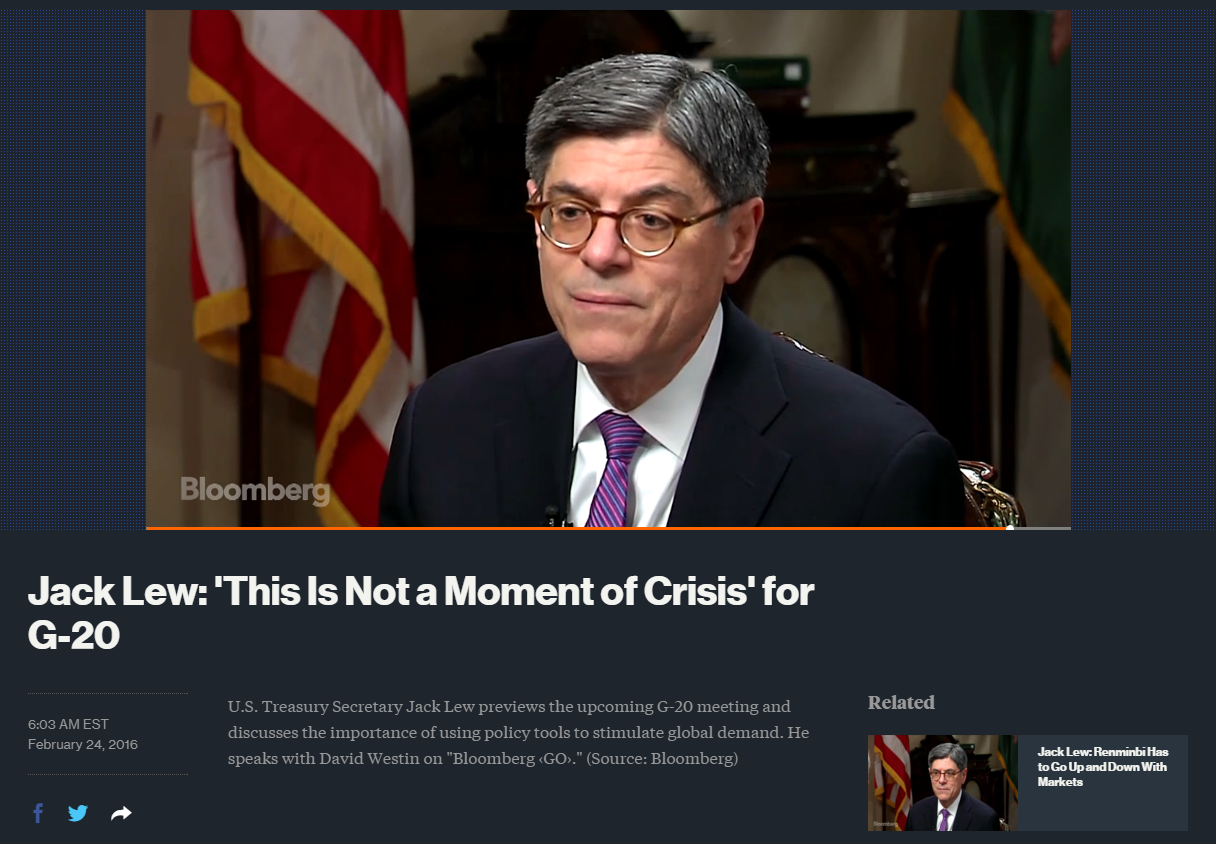 Bloomberg
Jack Lew: 'This Is Not a Moment of Crisis' for
G-20
6:03 AM EST
February 24, 2016
U.S. Treasury Secretary Jack Lew previews the upcoming G-20 meeting and
discusses the importance of using policy tools to stimulate global demand. He
speaks with David Westin on "Bloomberg ‹GO›." (Source: Bloomberg)
Related
Jack Lew: Renminbi Has
to Go Up and Down With
Markets